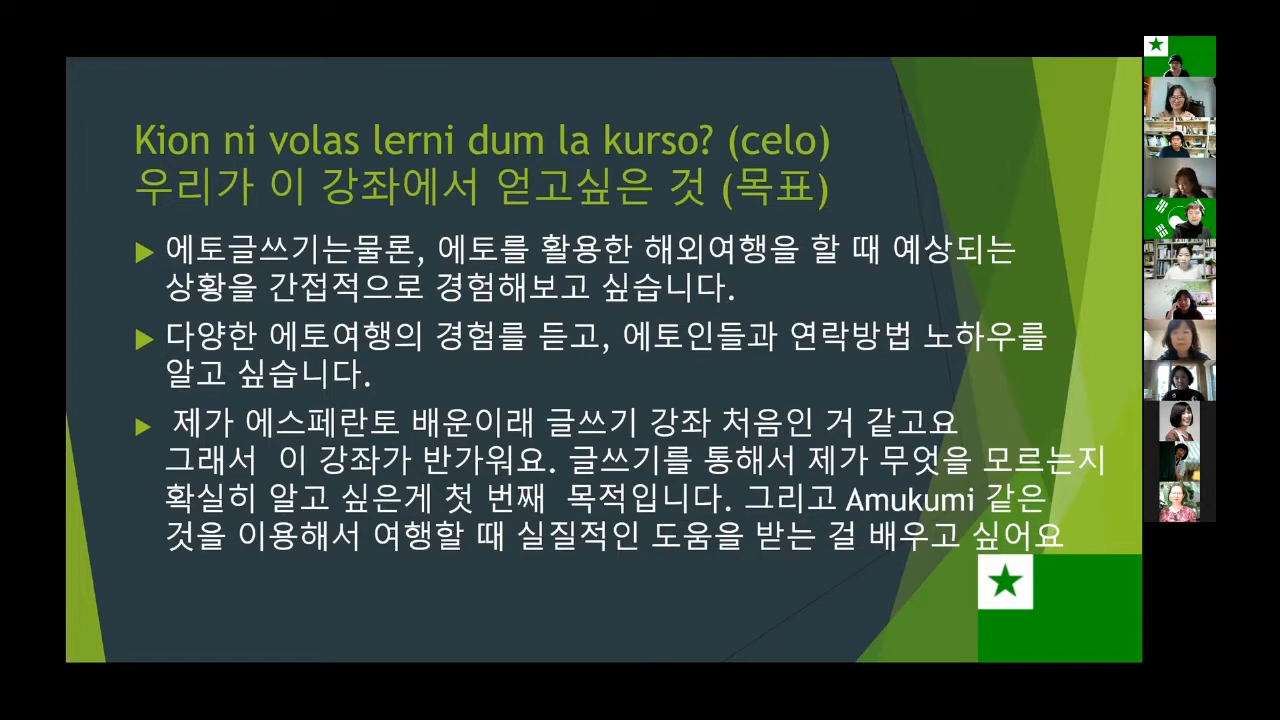 Kion ni volas lerni dum la kurso? (celo)
우리가 이 강좌에서 얻고싶은 것 (목표)
에토글쓰기는물론, 에토를 활용한 해외여행을 할 때 예상되는
상황을 간접적으로 경험해보고 싶습니다.
다양한 에토여행의 경험를 듣고, 에토인들과 연락방법 노하우를
알고 싶습니다.
제가 에스페란토 배운이래 글쓰기 강좌 처음인 거 같고요
그래서 이 강좌가 반가워요. 글쓰기를 통해서 제가 무엇을 모르는지
확실히 알고 싶은게 첫 번째 목적입니다. 그리고 Amukumi 같은
것을 이용해서 여행할 때 실질적인 도움을 받는 걸 배우고 싶어요